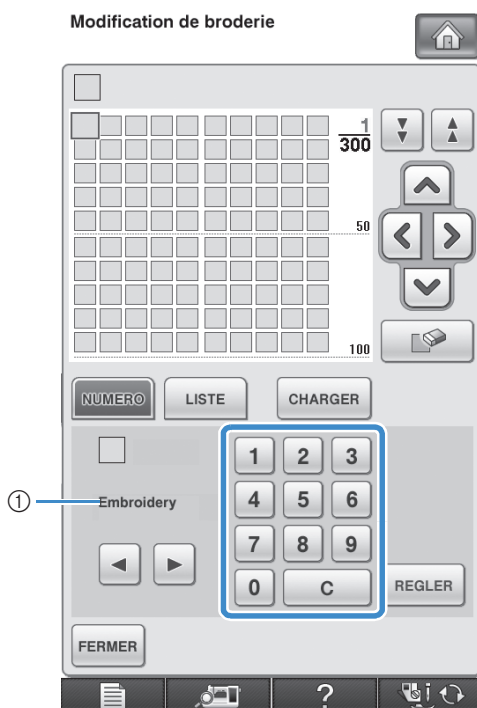 Modification de broderie
1
300
50
100
NUMERO LISTE CHARGER
1 2 3
① Embroidery 4 5 6
7 8 9
0 C REGLER
FERMER
?